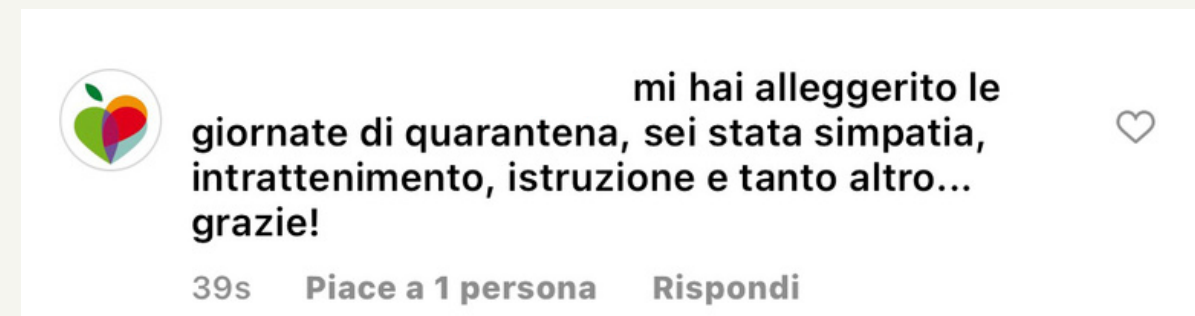 mi hai alleggerito le
giornate di quarantena, sei stata simpatia,
intrattenimento, istruzione e tanto altro...
grazie!
39s Piace a 1 persona Rispondi